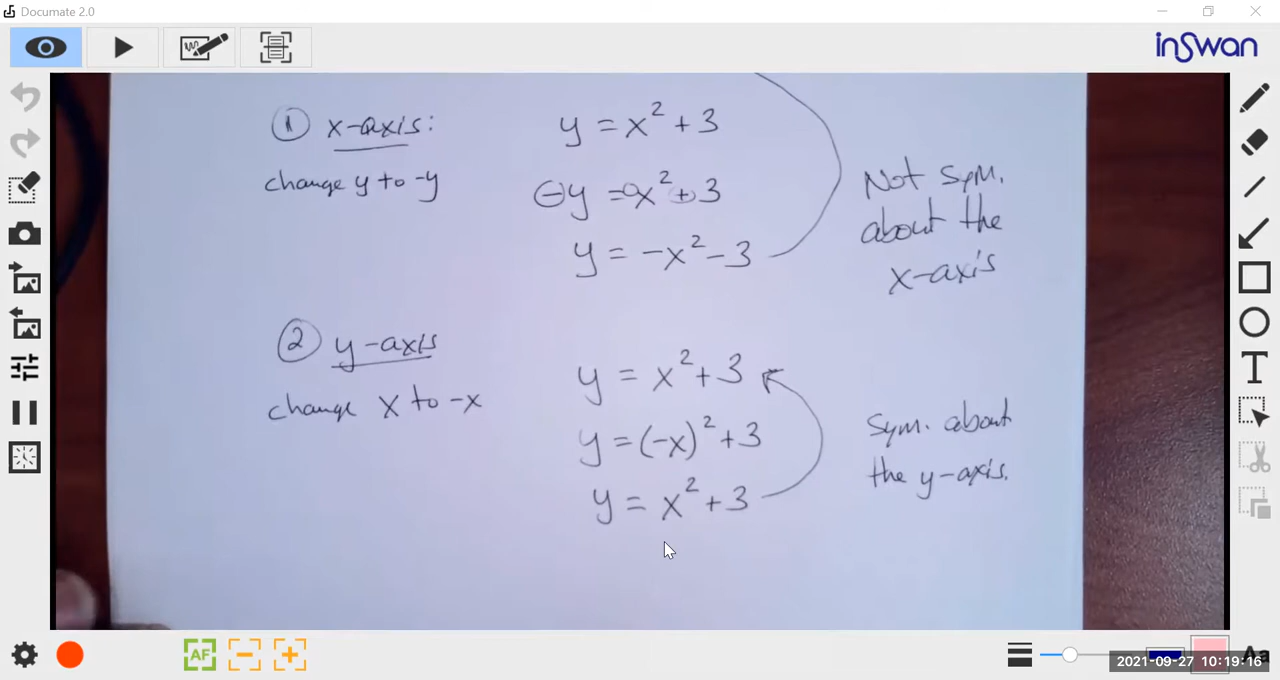 Documate 2.0
inSwan
① x-axis:
change y to -y
y = x² + 3
-y = x² + 3
y = -x² - 3
Not sym.
about the
x-axis
② y-axis
change x to -x
y = x² + 3
y = (-x)² + 3
y = x² + 3
Sym. about
the y-axis.
T
AF
Aa
2021-09-27 10:19:16